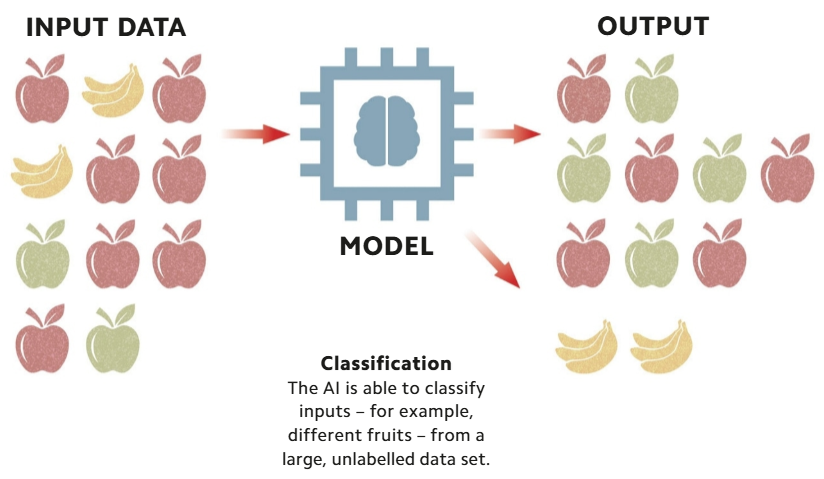 INPUT DATA
OUTPUT
MODEL
Classification
The AI is able to classify
inputs – for example,
different fruits – from a
large, unlabelled data set.